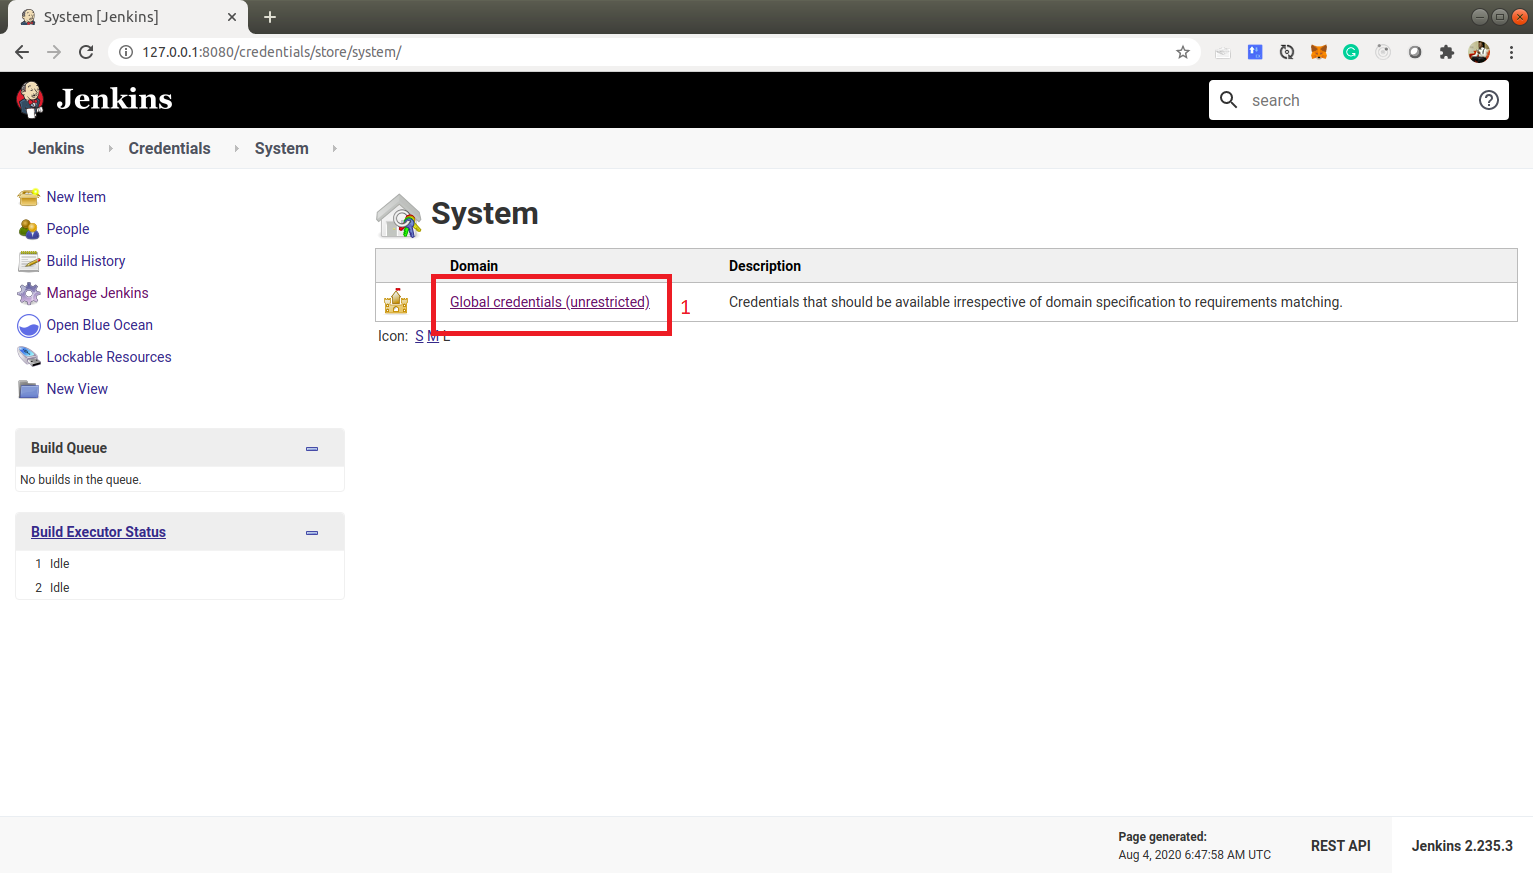 System [Jenkins]
127.0.0.1:8080/credentials/store/system/
Jenkins
search
Jenkins Credentials System
New Item
People
Build History
Manage Jenkins
Open Blue Ocean
Lockable Resources
New View
Build Queue
No builds in the queue.
Build Executor Status
1 Idle
2 Idle
System
Domain Description
Global credentials (unrestricted) 1 Credentials that should be available irrespective of domain specification to requirements matching.
Icon: S M L
Page generated:
Aug 4, 2020 6:47:58 AM UTC
REST API
Jenkins 2.235.3